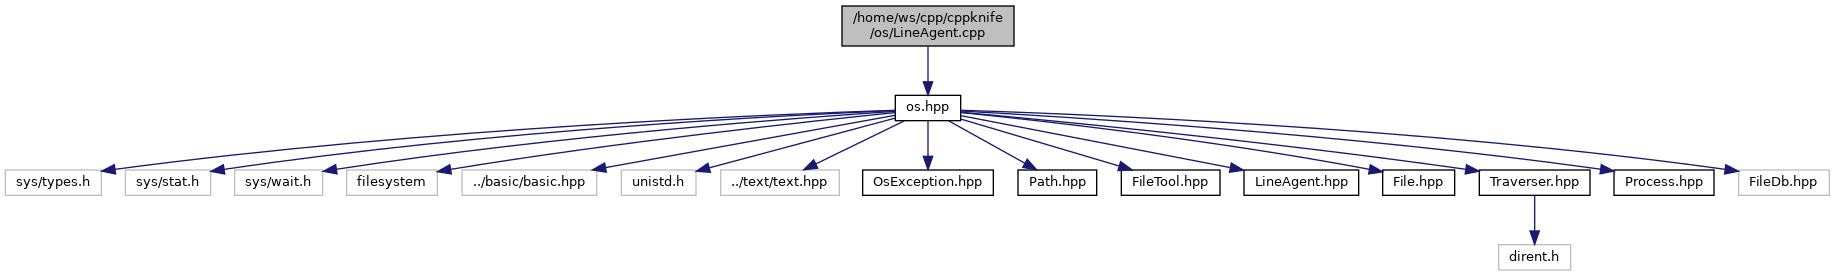 /home/ws/cpp/cppknife
/os/LineAgent.cpp
os.hpp
sys/types.h
sys/stat.h
sys/wait.h
filesystem
../basic/basic.hpp
unistd.h
../text/text.hpp
OsException.hpp
Path.hpp
FileTool.hpp
LineAgent.hpp
File.hpp
Traverser.hpp
Process.hpp
FileDb.hpp
dirent.h